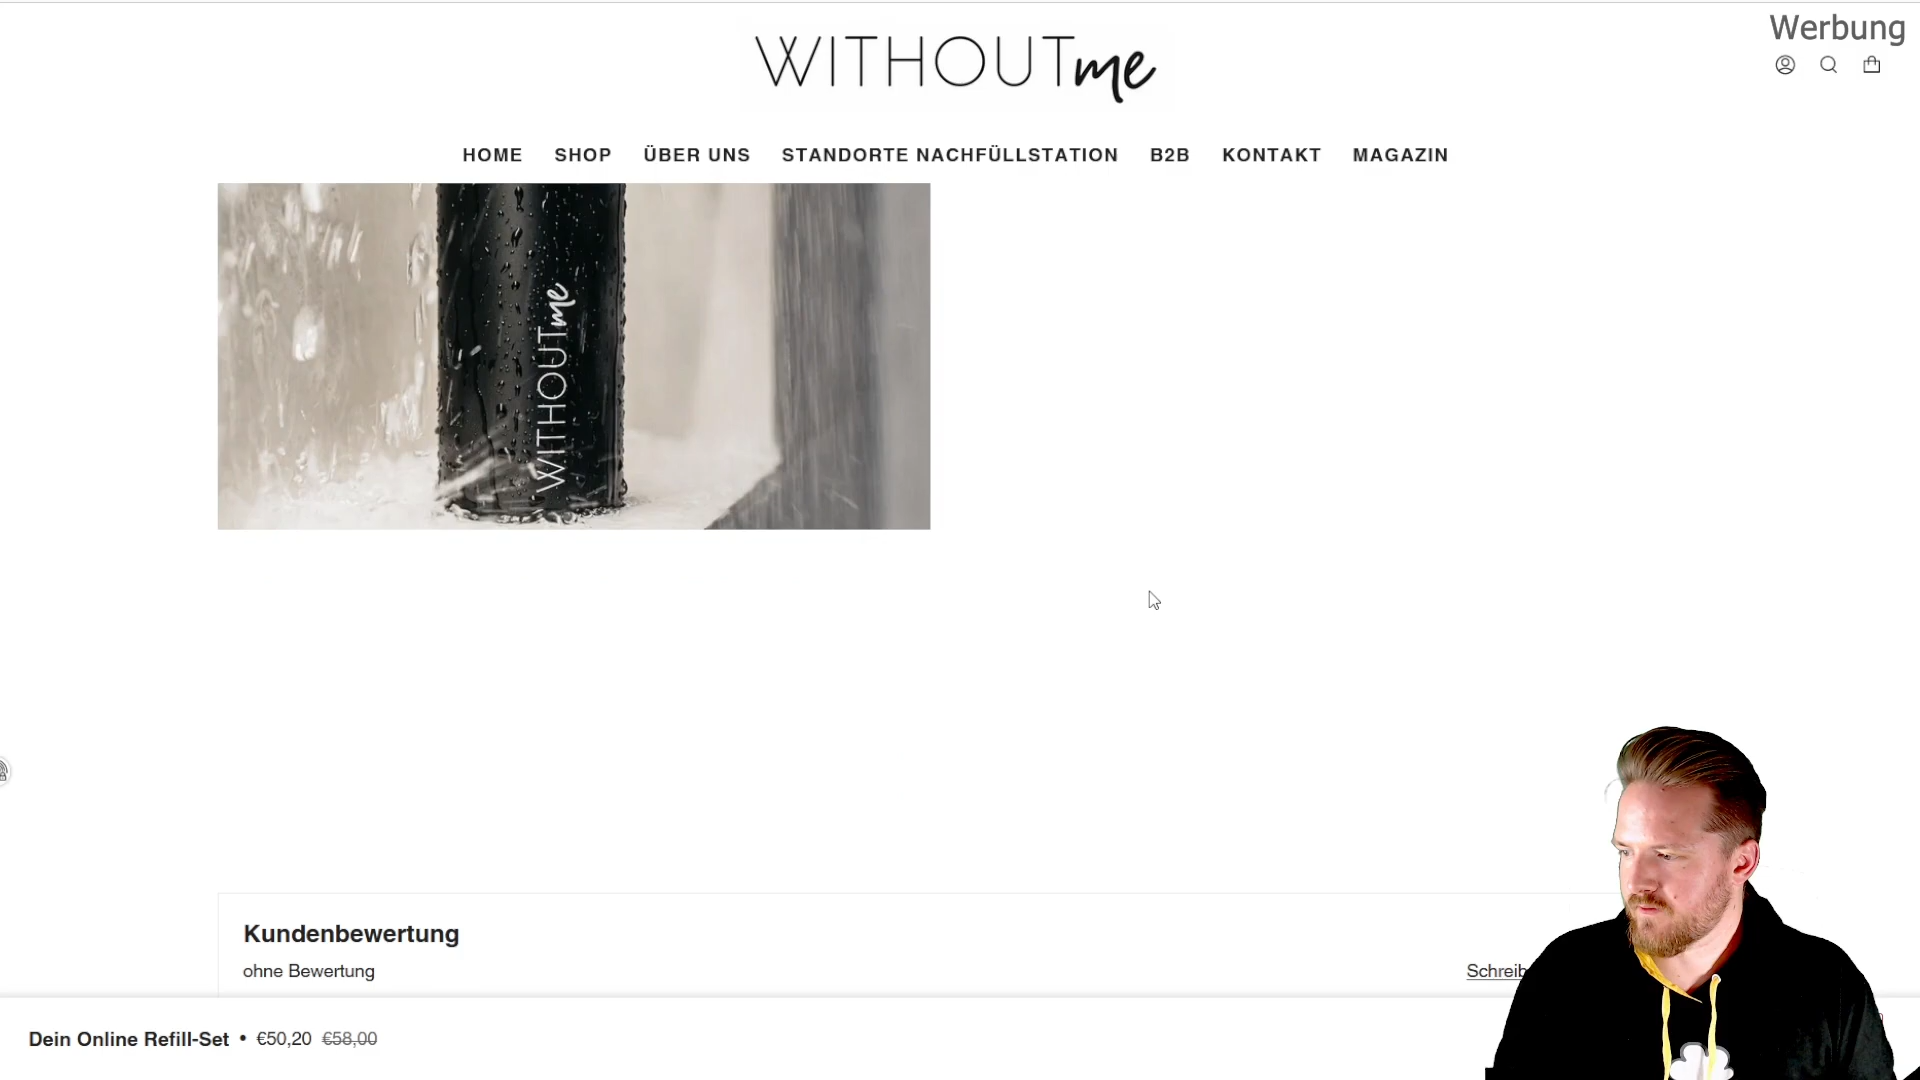 Werbung
WITHOUTme
HOME SHOP ÜBER UNS STANDORTE NACHFÜLLSTATION B2B KONTAKT MAGAZIN
WITHOUTme
Kundenbewertung
ohne Bewertung
Schreib
Dein Online Refill-Set • €50,20 €58,00